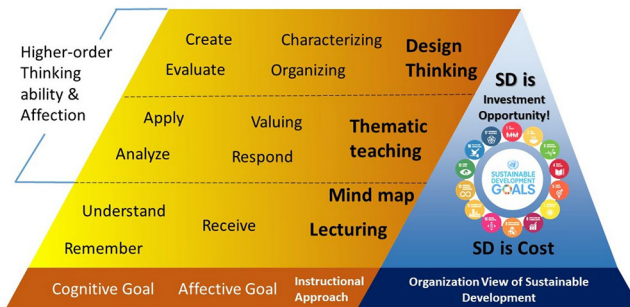 Higher-order
Thinking
ability &
Affection
Create
Characterizing
Evaluate
Organizing
Design
Thinking
Apply
Valuing
Analyze
Respond
Thematic
teaching
Understand
Receive
Remember
Mind map
Lecturing
Cognitive Goal
Affective Goal
Instructional
Approach
SD is
Investment
Opportunity!
SUSTAINABLE
DEVELOPMENT
GOALS
SD is Cost
Organization View of Sustainable
Development